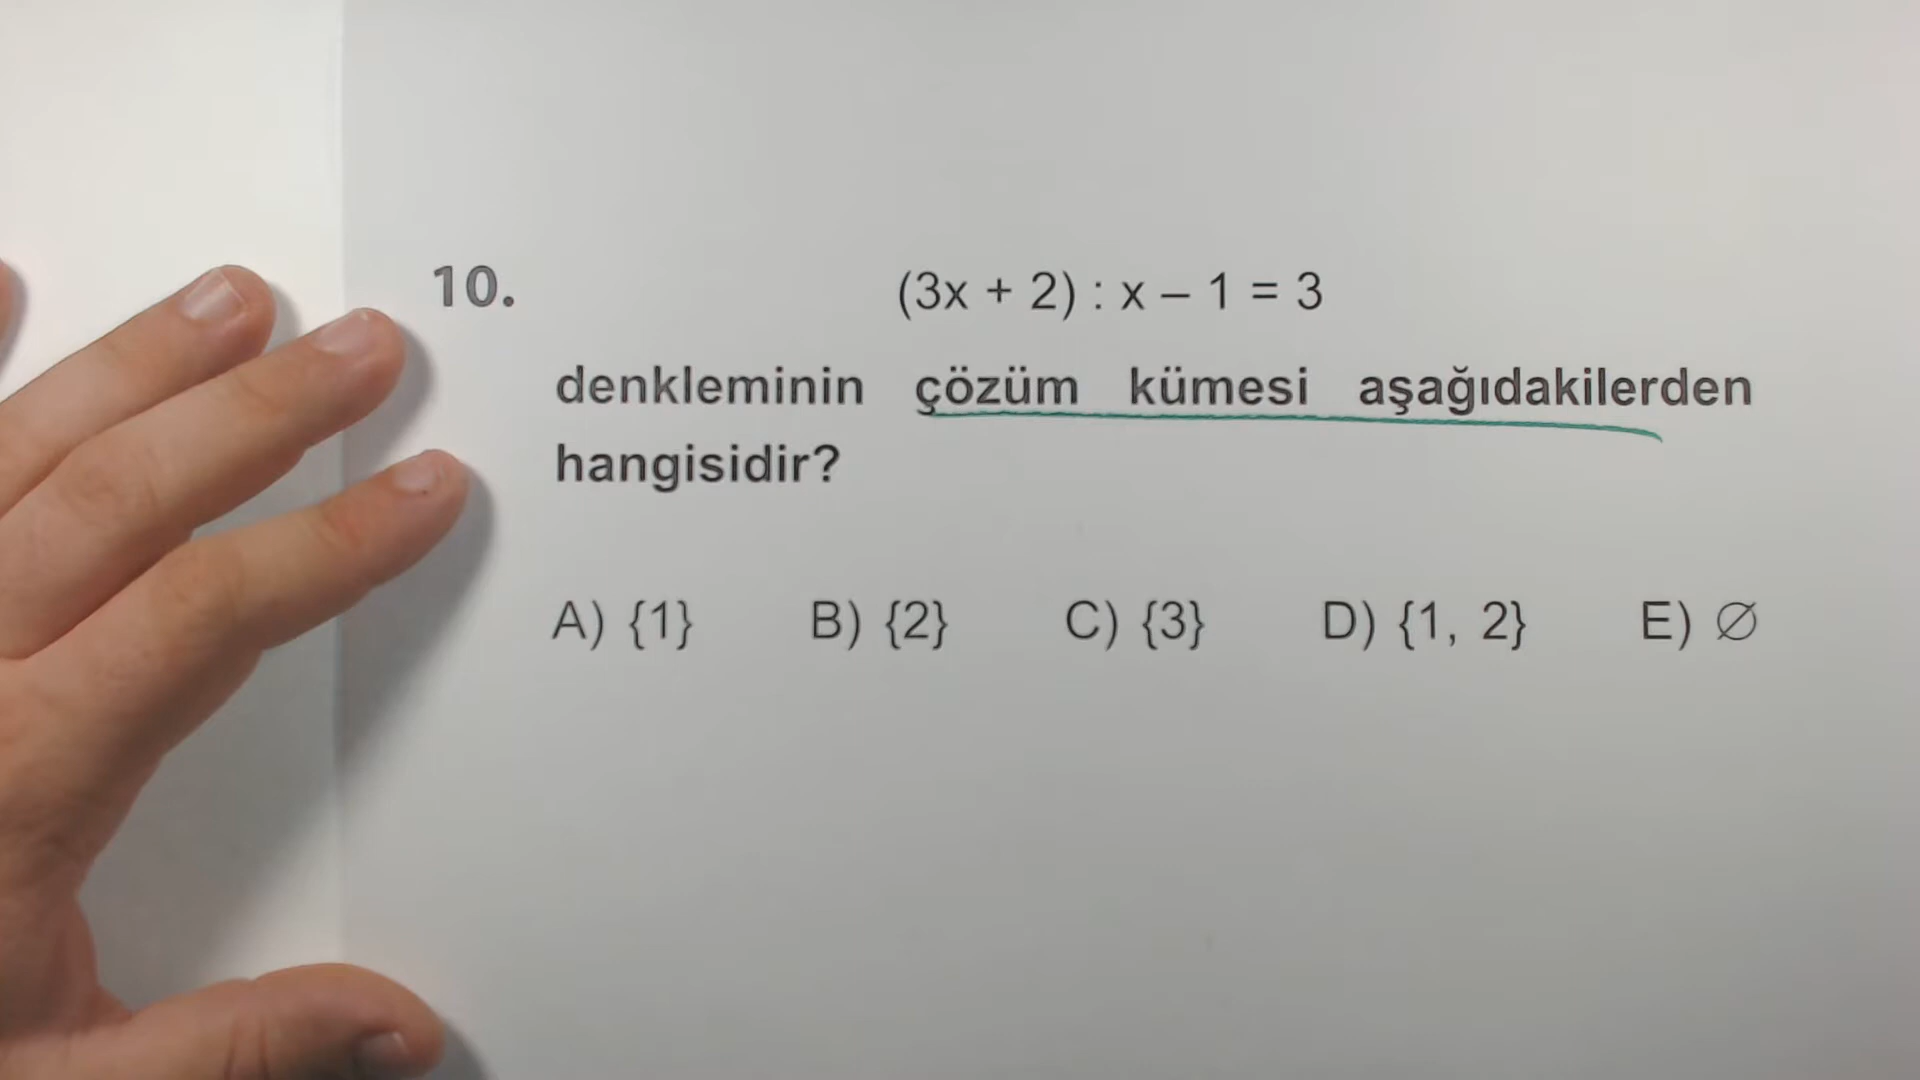 10. (3x + 2) : x – 1 = 3
denkleminin çözüm kümesi aşağıdakilerden
hangisidir?
A) {1} B) {2} C) {3} D) {1, 2} E) ∅